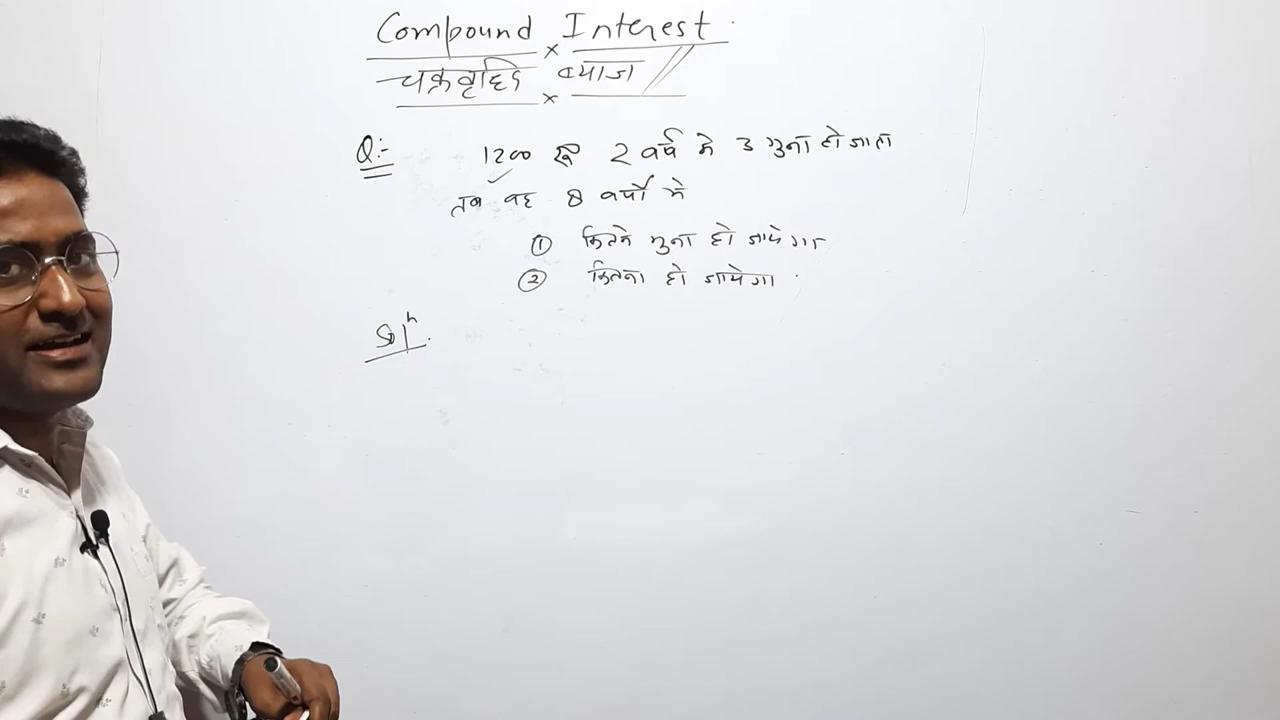 Compound Interest
चक्रवृद्धि ब्याज
Q:- 1200 रू 2 वर्ष मे 3 गुना हो जाता
तब वह 8 वर्षो मे
① कितने गुना हो जायेगा
② कितना हो जायेगा
Solⁿ.